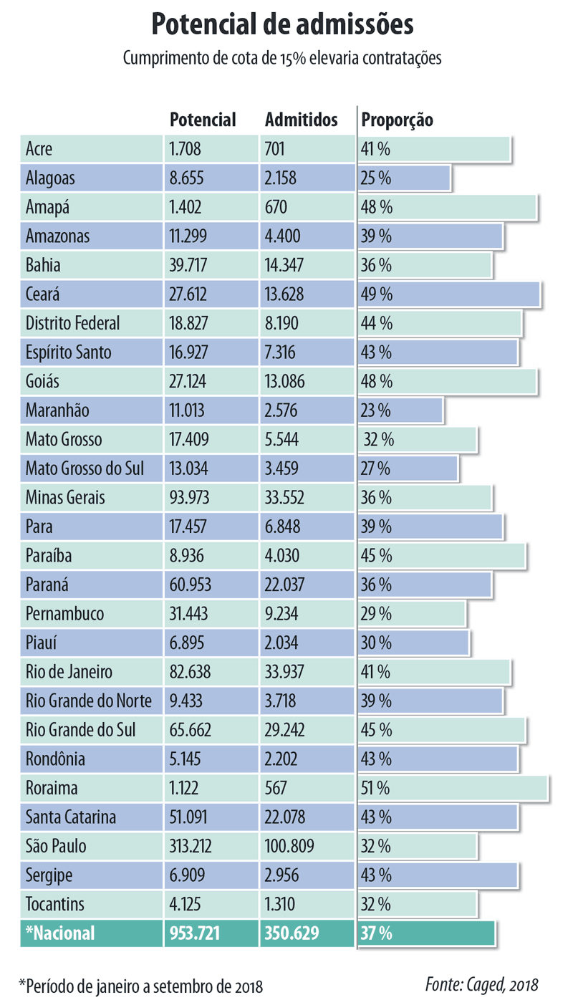 Potencial de admissões
Cumprimento de cota de 15% elevaria contratações
Potencial Admitidos Proporção
Acre 1.708 701 41 %
Alagoas 8.655 2.158 25 %
Amapá 1.402 670 48 %
Amazonas 11.299 4.400 39 %
Bahia 39.717 14.347 36 %
Ceará 27.612 13.628 49 %
Distrito Federal 18.827 8.190 44 %
Espírito Santo 16.927 7.316 43 %
Goiás 27.124 13.086 48 %
Maranhão 11.013 2.576 23 %
Mato Grosso 17.409 5.544 32 %
Mato Grosso do Sul 13.034 3.459 27 %
Minas Gerais 93.973 33.552 36 %
Para 17.457 6.848 39 %
Paraíba 8.936 4.030 45 %
Paraná 60.953 22.037 36 %
Pernambuco 31.443 9.234 29 %
Piauí 6.895 2.034 30 %
Rio de Janeiro 82.638 33.937 41 %
Rio Grande do Norte 9.433 3.718 39 %
Rio Grande do Sul 65.662 29.242 45 %
Rondônia 5.145 2.202 43 %
Roraima 1.122 567 51 %
Santa Catarina 51.091 22.078 43 %
São Paulo 313.212 100.809 32 %
Sergipe 6.909 2.956 43 %
Tocantins 4.125 1.310 32 %
*Nacional 953.721 350.629 37 %
*Período de janeiro a setembro de 2018 Fonte: Caged, 2018